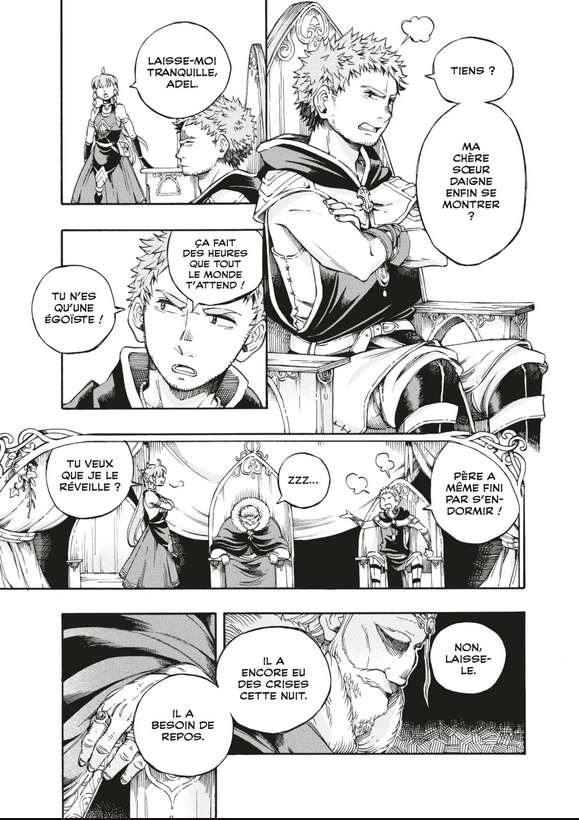 LAISSE-MOI
TRANQUILLE,
ADEL.
TIENS ?
MA
CHÈRE
SŒUR
DAIGNE
ENFIN SE
MONTRER
?
ÇA FAIT
DES HEURES
QUE TOUT
LE MONDE
T'ATTEND !
TU N'ES
QU'UNE
ÉGOÏSTE !
TU VEUX
QUE JE LE
RÉVEILLE ?
ZZZ...
PÈRE A
MÊME FINI
PAR S'EN-
DORMIR !
NON,
LAISSE-
LE.
IL A
ENCORE EU
DES CRISES
CETTE NUIT.
IL A
BESOIN DE
REPOS.